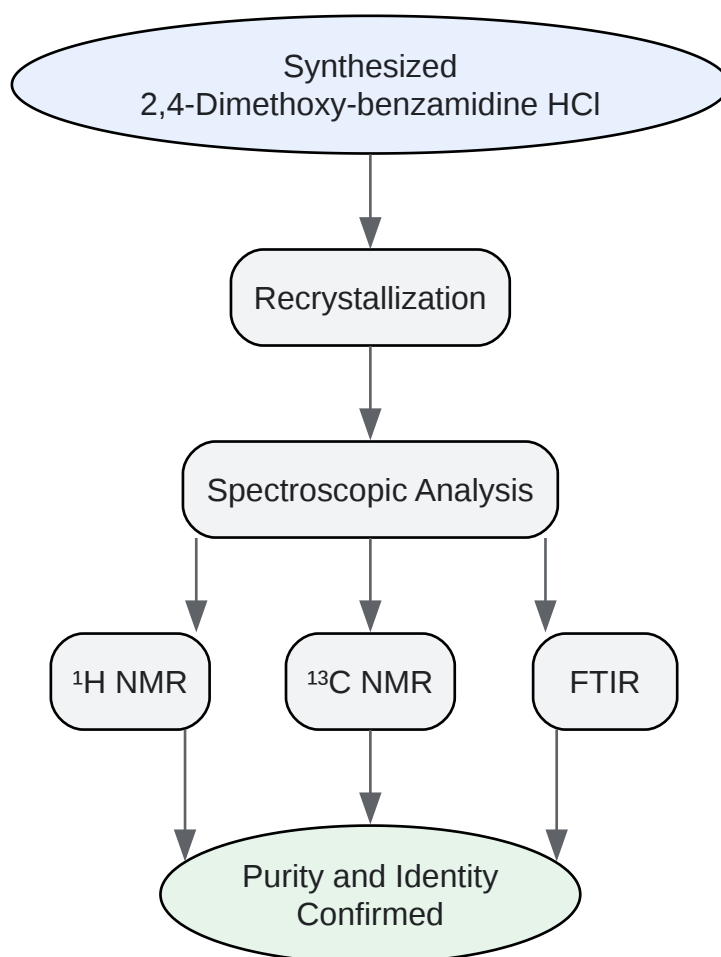 Synthesized
2,4-Dimethoxy-benzamidine HCl
Recrystallization
Spectroscopic Analysis
¹H NMR
¹³C NMR
FTIR
Purity and Identity
Confirmed